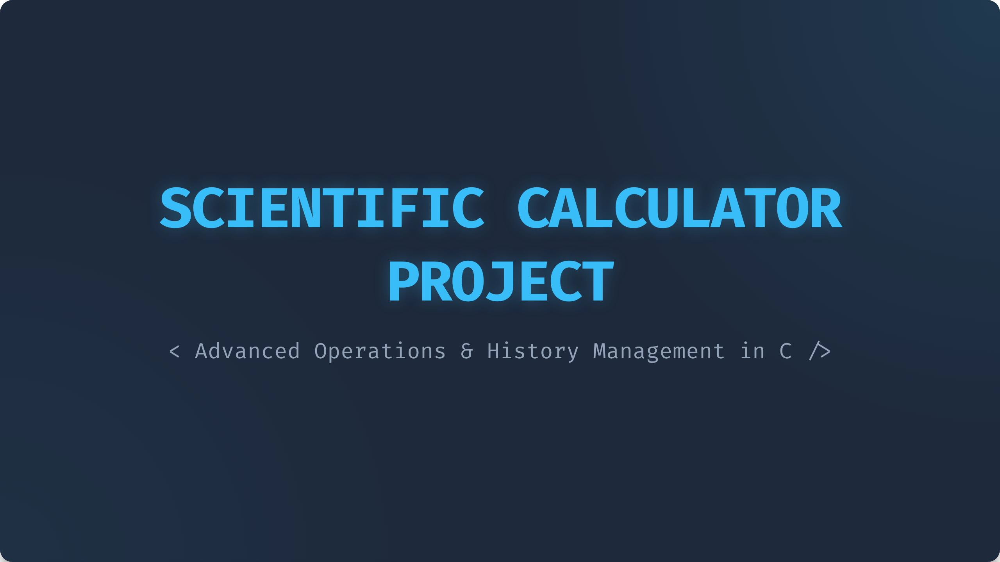 SCIENTIFIC CALCULATOR
PROJECT
< Advanced Operations & History Management in C />